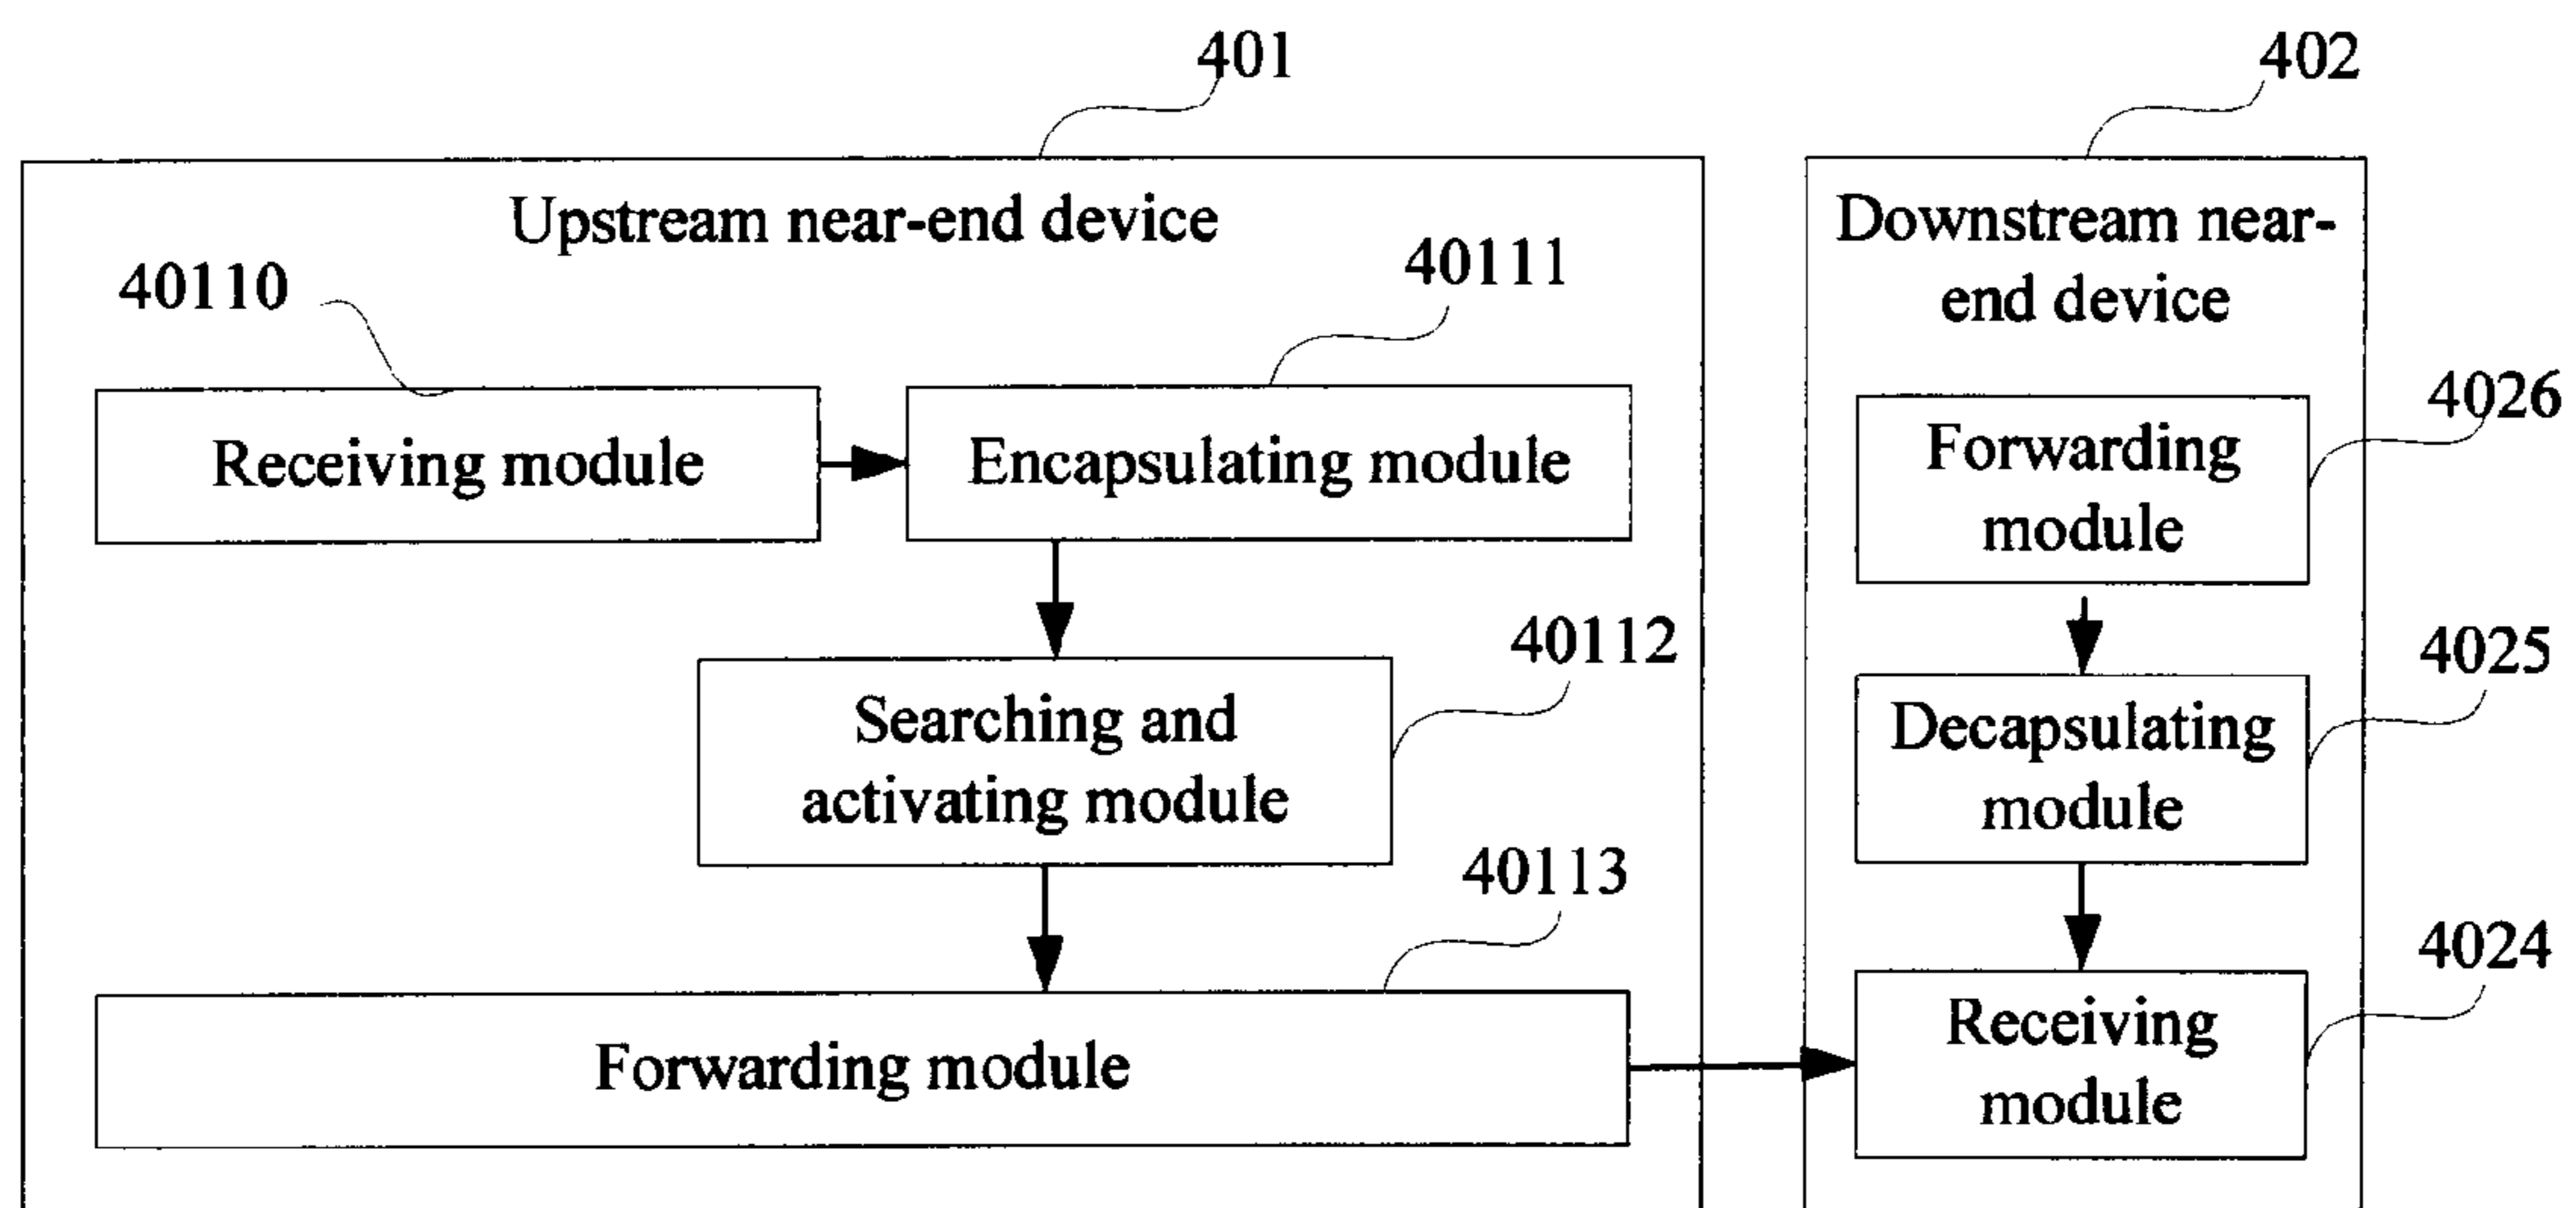 401
402
Upstream near-end device
Downstream near-
end device
40110
40111
4026
Receiving module
Encapsulating module
Forwarding
module
40112
4025
Searching and
activating module
Decapsulating
module
40113
4024
Forwarding module
Receiving
module